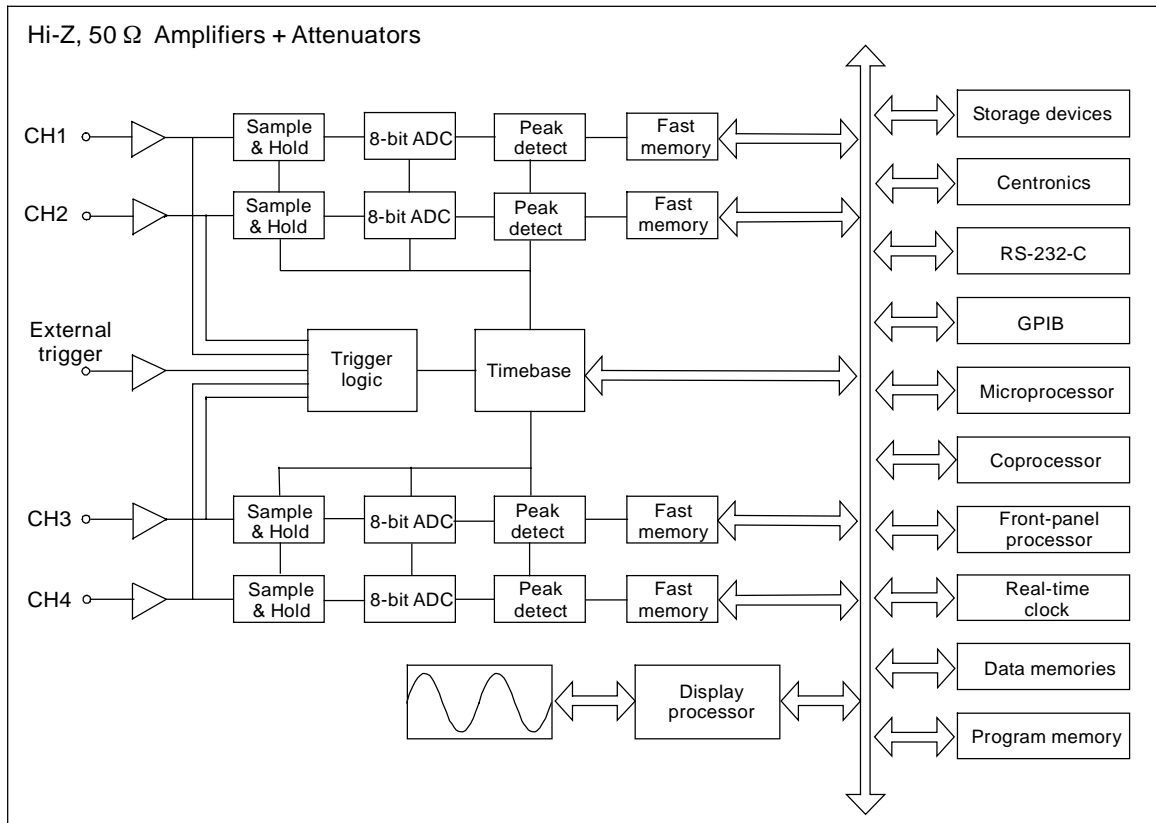 Hi-Z, 50 Ω Amplifiers + Attenuators
CH1
Sample
& Hold
8-bit ADC
Peak
detect
Fast
memory
CH2
Sample
& Hold
8-bit ADC
Peak
detect
Fast
memory
External
trigger
Trigger
logic
Timebase
CH3
Sample
& Hold
8-bit ADC
Peak
detect
Fast
memory
CH4
Sample
& Hold
8-bit ADC
Peak
detect
Fast
memory
Display
processor
Storage devices
Centronics
RS-232-C
GPIB
Microprocessor
Coprocessor
Front-panel
processor
Real-time
clock
Data memories
Program memory